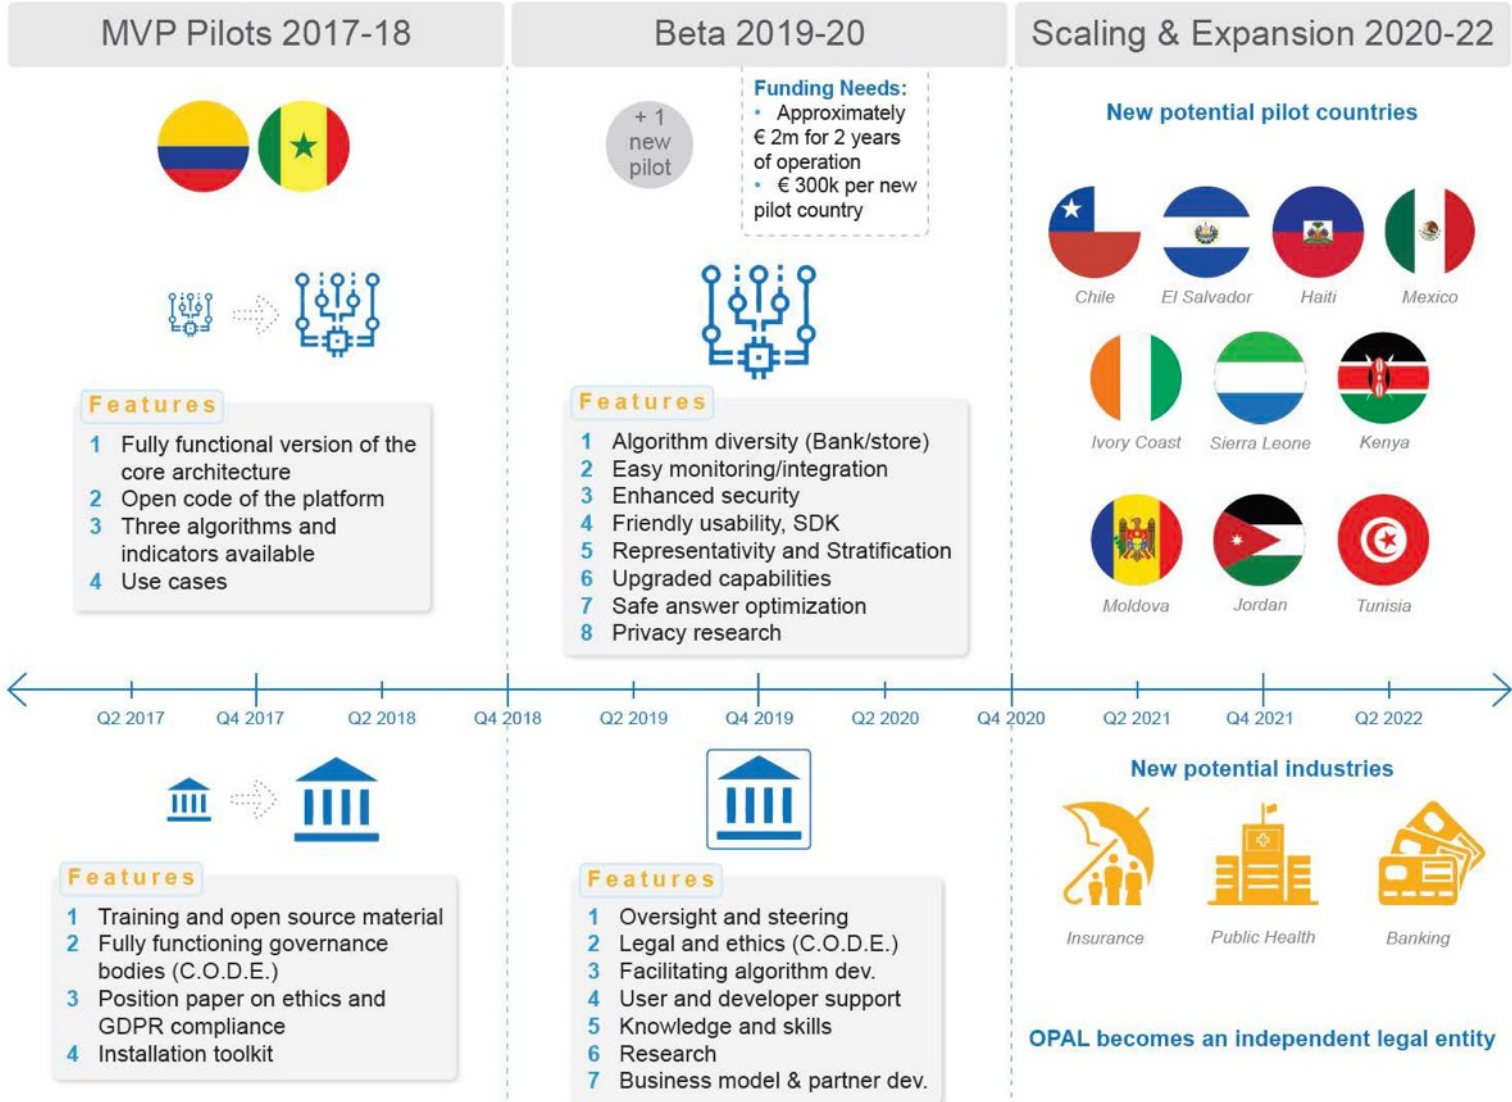 MVP Pilots 2017-18
Beta 2019-20
Scaling & Expansion 2020-22
+ 1
new
pilot
Funding Needs:
• Approximately
€ 2m for 2 years
of operation
• € 300k per new
pilot country
Features
1 Fully functional version of the
core architecture
2 Open code of the platform
3 Three algorithms and
indicators available
4 Use cases
Features
1 Algorithm diversity (Bank/store)
2 Easy monitoring/integration
3 Enhanced security
4 Friendly usability, SDK
5 Representativity and Stratification
6 Upgraded capabilities
7 Safe answer optimization
8 Privacy research
New potential pilot countries
Chile El Salvador Haiti Mexico
Ivory Coast Sierra Leone Kenya
Moldova Jordan Tunisia
Q2 2017 Q4 2017 Q2 2018 Q4 2018 Q2 2019 Q4 2019 Q2 2020 Q4 2020 Q2 2021 Q4 2021 Q2 2022
Features
1 Training and open source material
2 Fully functioning governance
bodies (C.O.D.E.)
3 Position paper on ethics and
GDPR compliance
4 Installation toolkit
Features
1 Oversight and steering
2 Legal and ethics (C.O.D.E.)
3 Facilitating algorithm dev.
4 User and developer support
5 Knowledge and skills
6 Research
7 Business model & partner dev.
New potential industries
Insurance Public Health Banking
OPAL becomes an independent legal entity